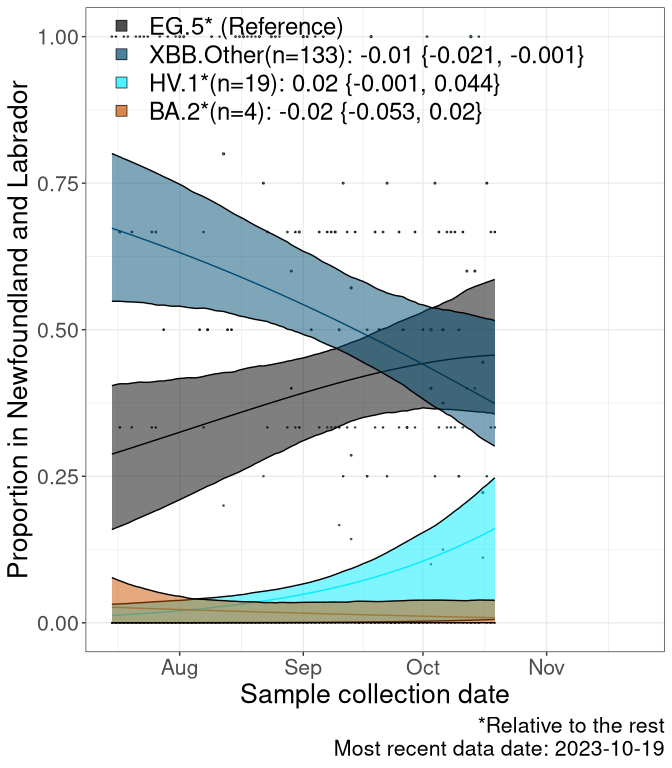 EG.5* (Reference)
XBB.Other(n=133): -0.01 {-0.021, -0.001}
HV.1*(n=19): 0.02 {-0.001, 0.044}
BA.2*(n=4): -0.02 {-0.053, 0.02}
Proportion in Newfoundland and Labrador
1.00
0.75
0.50
0.25
0.00
Aug Sep Oct Nov
Sample collection date
*Relative to the rest
Most recent data date: 2023-10-19